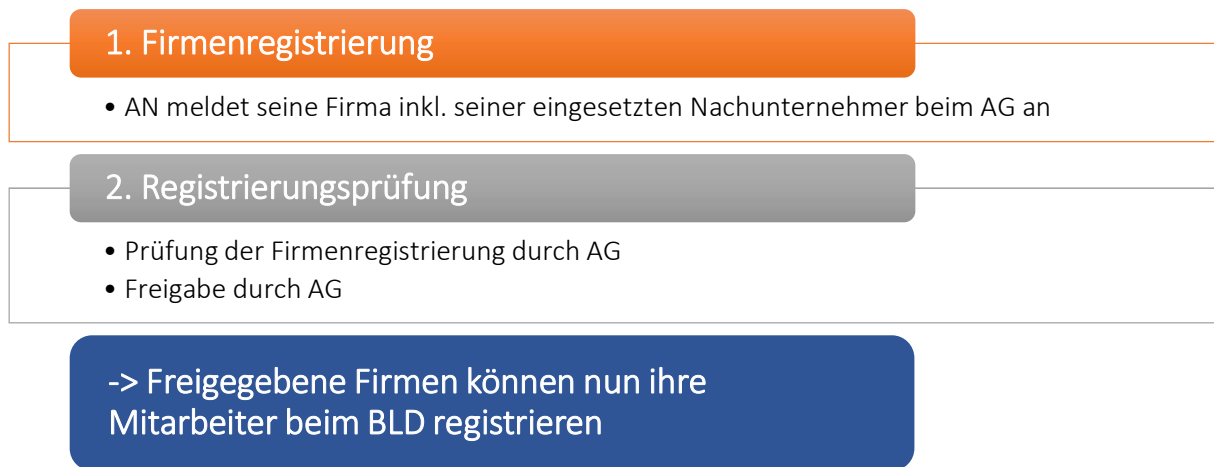 1. Firmenregistrierung
• AN meldet seine Firma inkl. seiner eingesetzten Nachunternehmer beim AG an
2. Registrierungsprüfung
• Prüfung der Firmenregistrierung durch AG
• Freigabe durch AG
-> Freigegebene Firmen können nun ihre
Mitarbeiter beim BLD registrieren